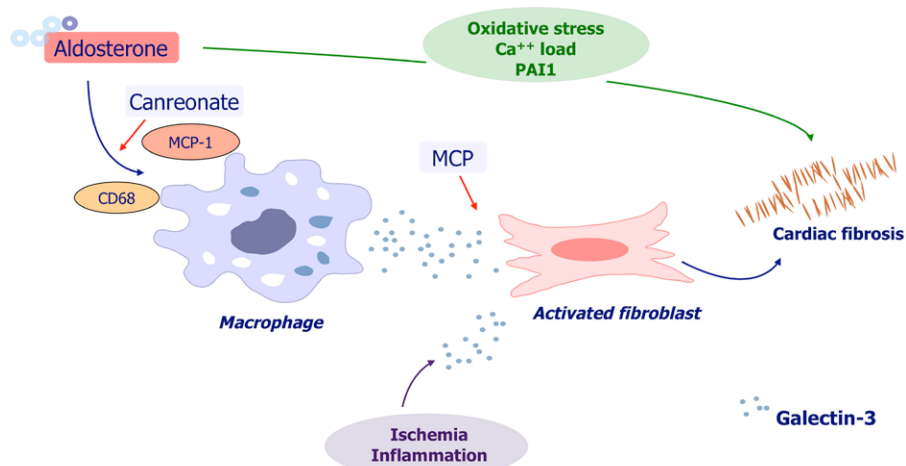 Oxidative stress
Ca⁺⁺ load
PAI1
Aldosterone
Canreonate
MCP-1
MCP
CD68
Cardiac fibrosis
Macrophage
Activated fibroblast
Galectin-3
Ischemia
Inflammation